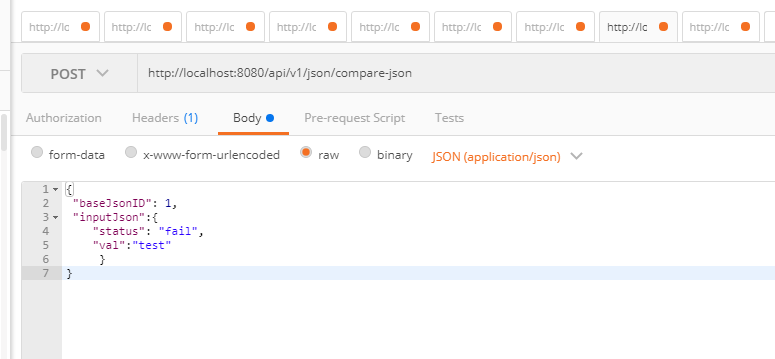 http://lc http://lc http://lc http://lc http://lc http://lc http://lc http://lc http://lc
POST http://localhost:8080/api/v1/json/compare-json
Authorization Headers (1) Body Pre-request Script Tests
form-data x-www-form-urlencoded raw binary JSON (application/json)
1 {
2 "baseJsonID": 1,
3 "inputJson":{
4 "status": "fail",
5 "val":"test"
6 }
7 }